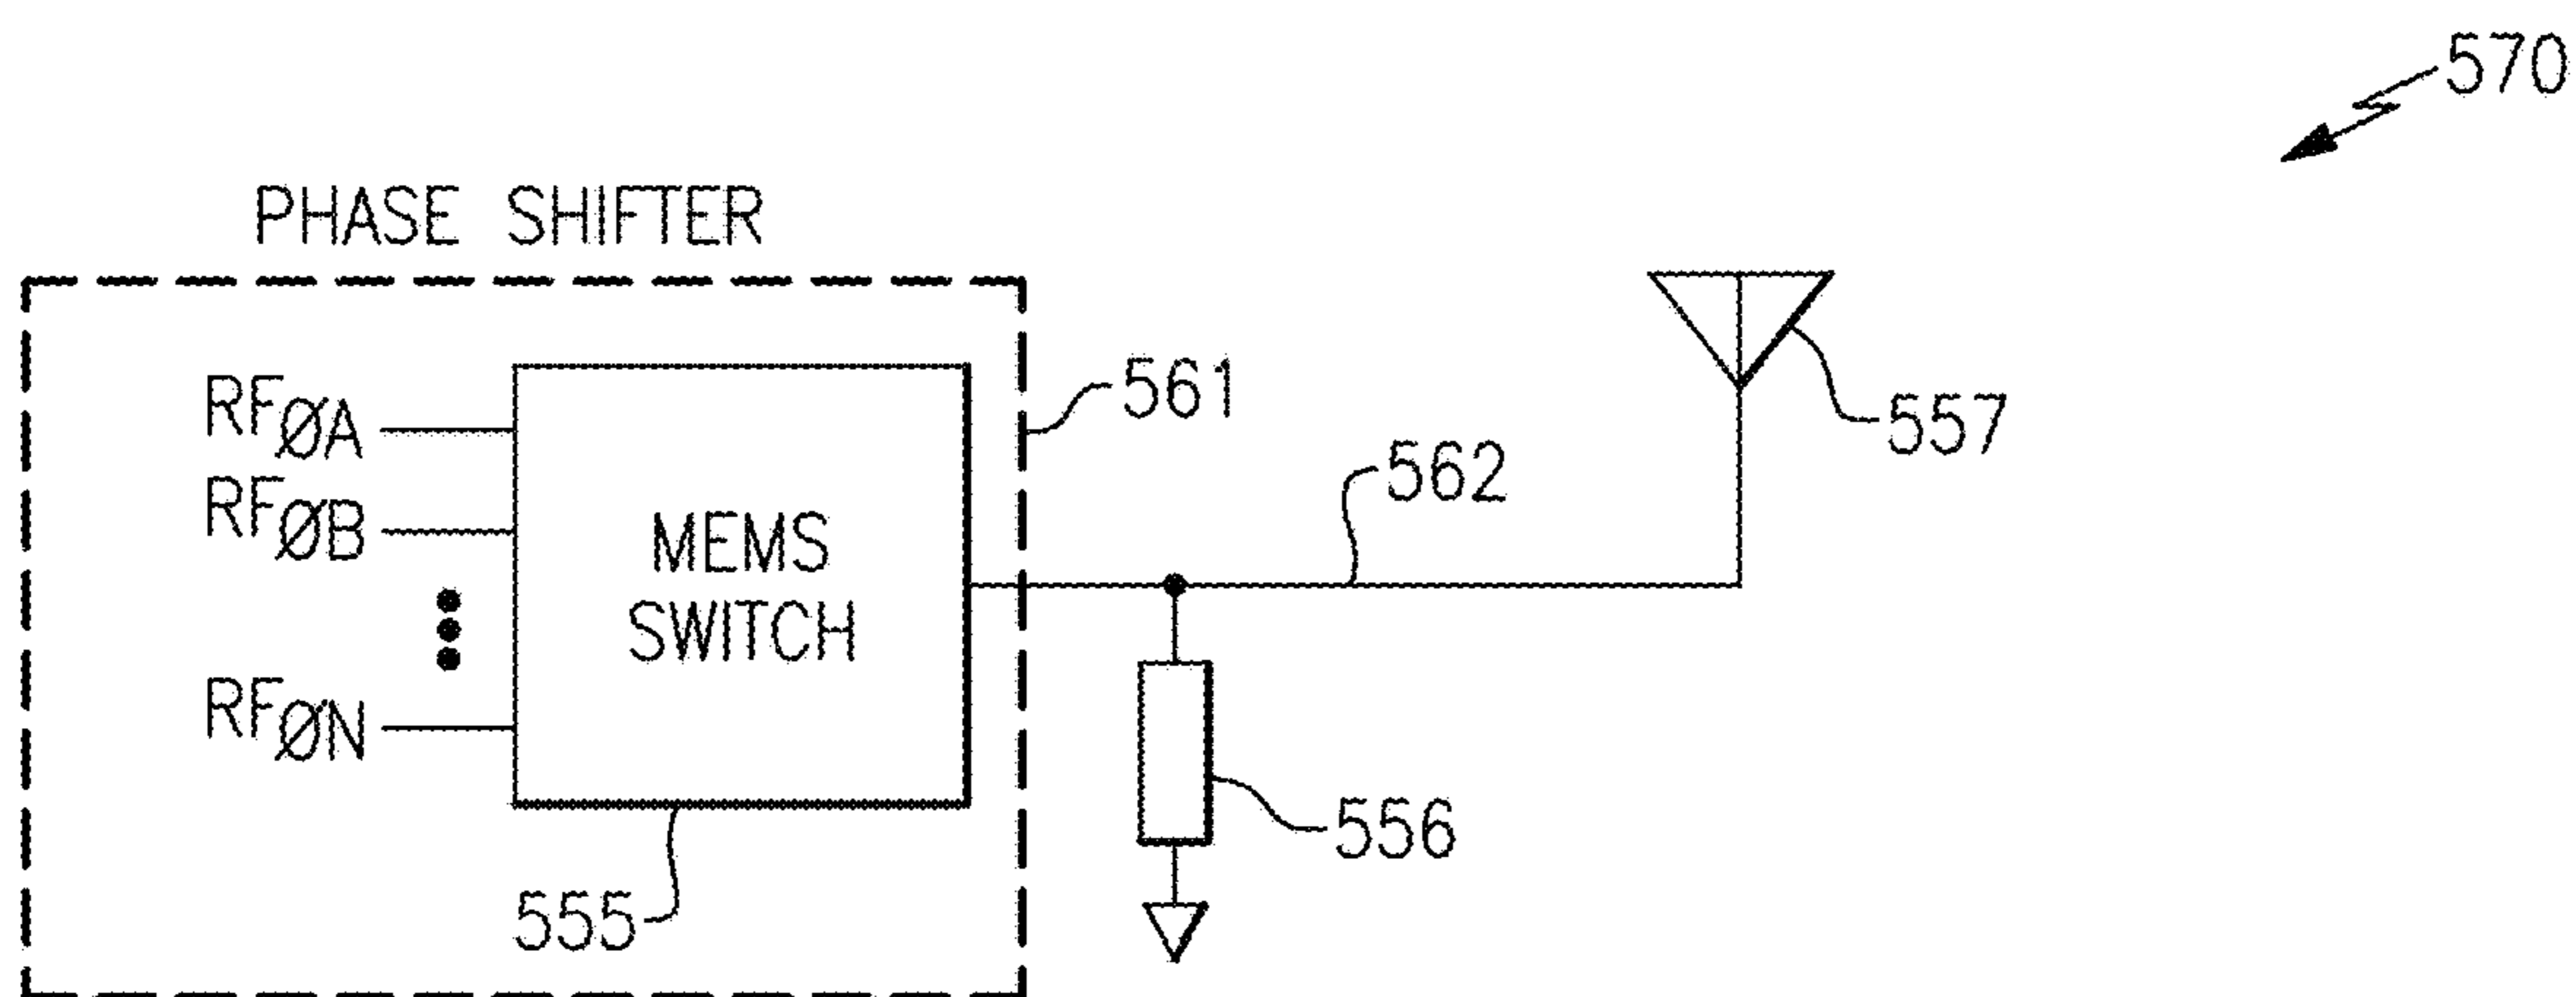 570
PHASE SHIFTER
561
557
RFØA
562
RFØB
MEMS
SWITCH
RFØN
556
555